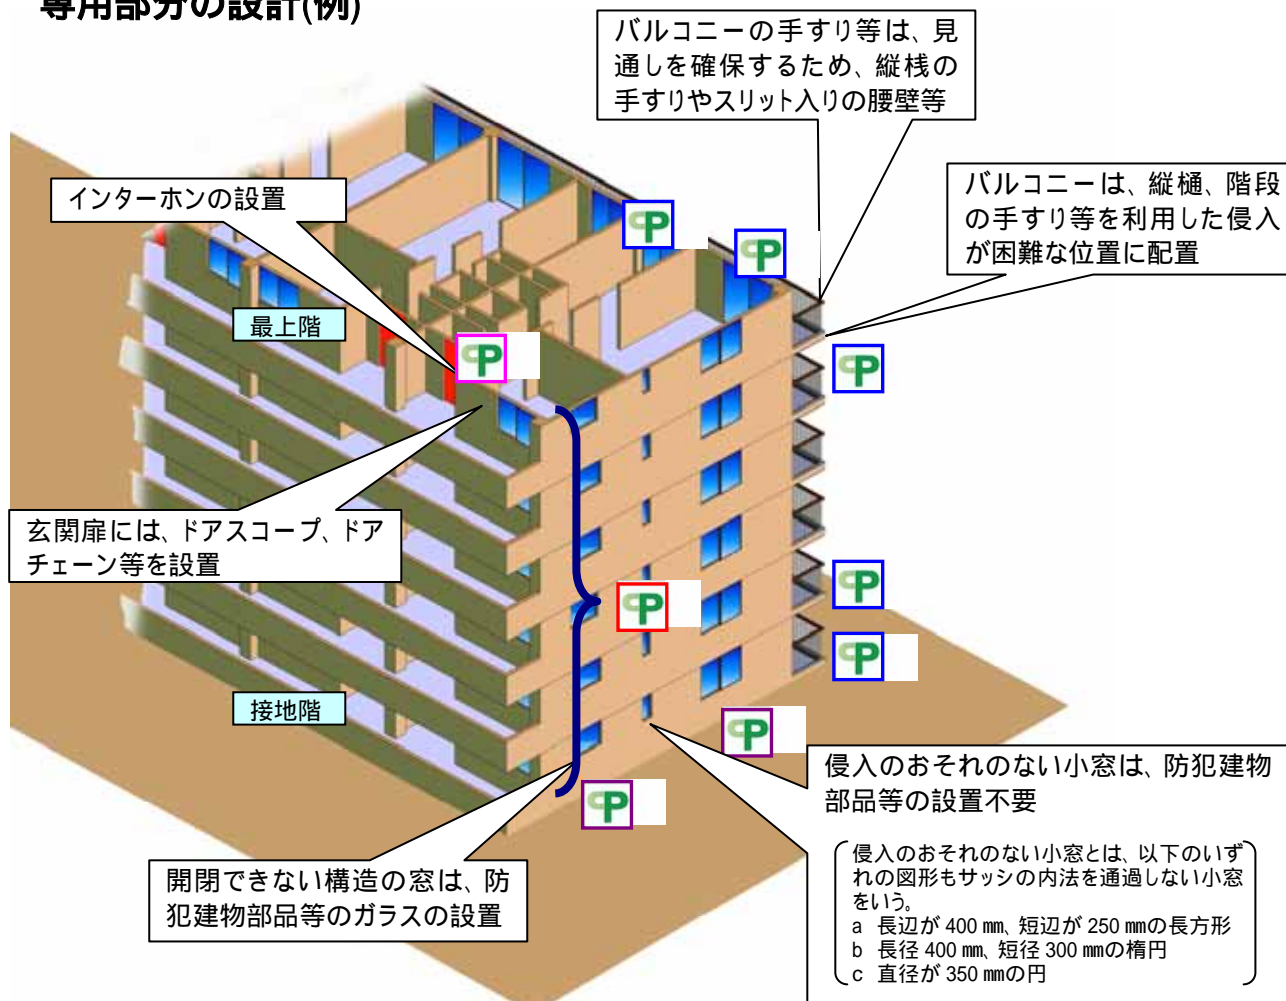 専用部分の設計(例)
バルコニーの手すり等は、見
通しを確保するため、縦桟の
手すりやスリット入りの腰壁等
インターホンの設置
バルコニーは、縦樋、階段
の手すり等を利用した侵入
が困難な位置に配置
最上階
玄関扉には、ドアスコープ、ドア
チェーン等を設置
接地階
侵入のおそれのない小窓は、防犯建物
部品等の設置不要
侵入のおそれのない小窓とは、以下のいず
れの図形もサッシの内法を通過しない小窓
をいう。
a 長辺が 400 ㎜、短辺が 250 ㎜の長方形
b 長径 400 ㎜、短径 300 ㎜の楕円
c 直径が 350 ㎜の円
開閉できない構造の窓は、防
犯建物部品等のガラスの設置
CP
CP
CP
CP
CP
CP
CP
CP
CP